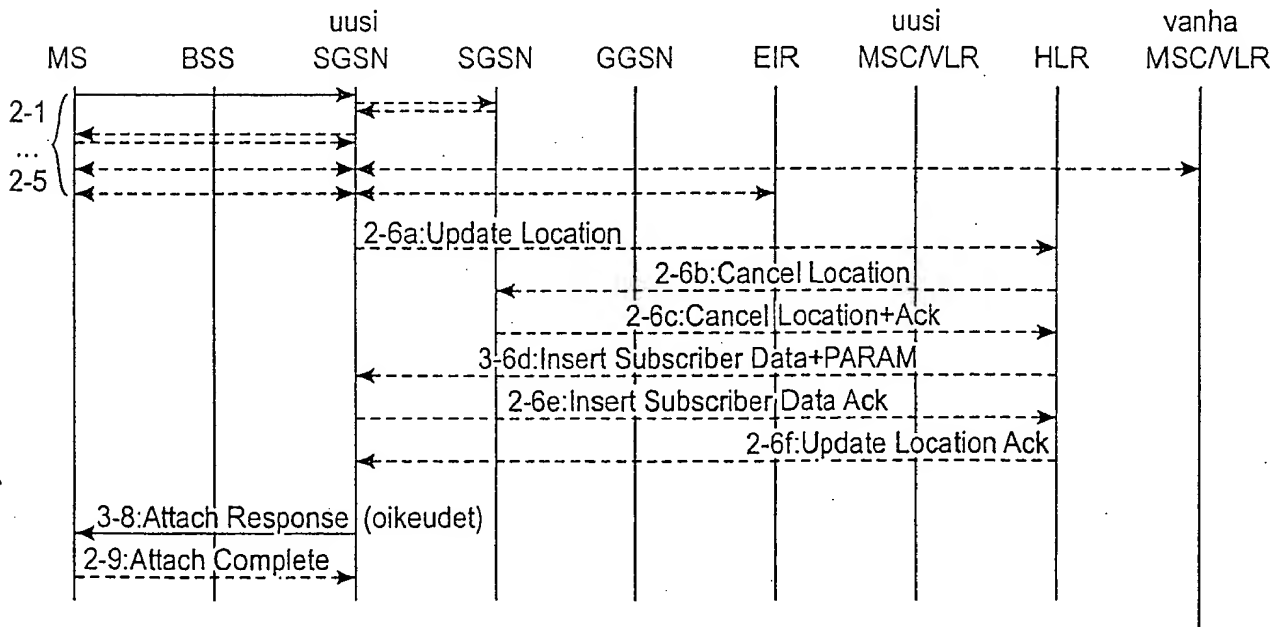 uusi uusi vanha
MS BSS SGSN SGSN GGSN EIR MSC/VLR HLR MSC/VLR
2-1
...
2-5
2-6a:Update Location
2-6b:Cancel Location
2-6c:Cancel Location+Ack
3-6d:Insert Subscriber Data+PARAM
2-6e:Insert Subscriber Data Ack
2-6f:Update Location Ack
3-8:Attach Response (oikeudet)
2-9:Attach Complete